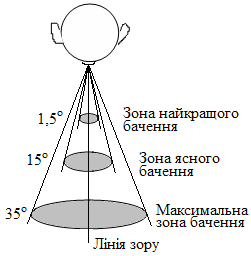 1,5°
Зона найкращого
бачення
15°
Зона ясного
бачення
35°
Максимальна
зона бачення
Лінія зору